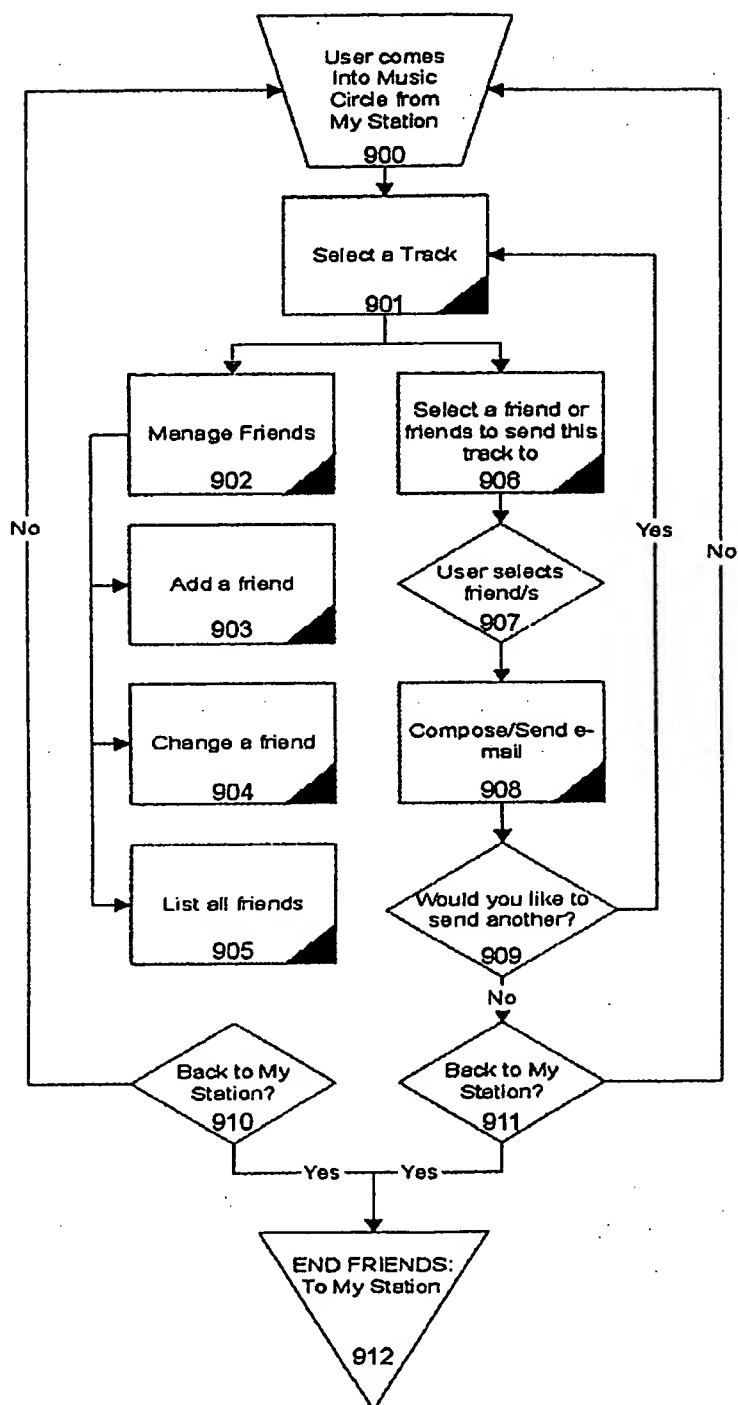 User comes
Into Music
Circle from
My Station
900
Select a Track
901
Manage Friends
902
Select a friend or
friends to send this
track to
906
No
Yes
No
Add a friend
903
User selects
friend/s
907
Change a friend
904
Compose/Send e-
mail
908
List all friends
905
Would you like to
send another?
909
No
Back to My
Station?
910
Back to My
Station?
911
Yes
Yes
END FRIENDS:
To My Station
912